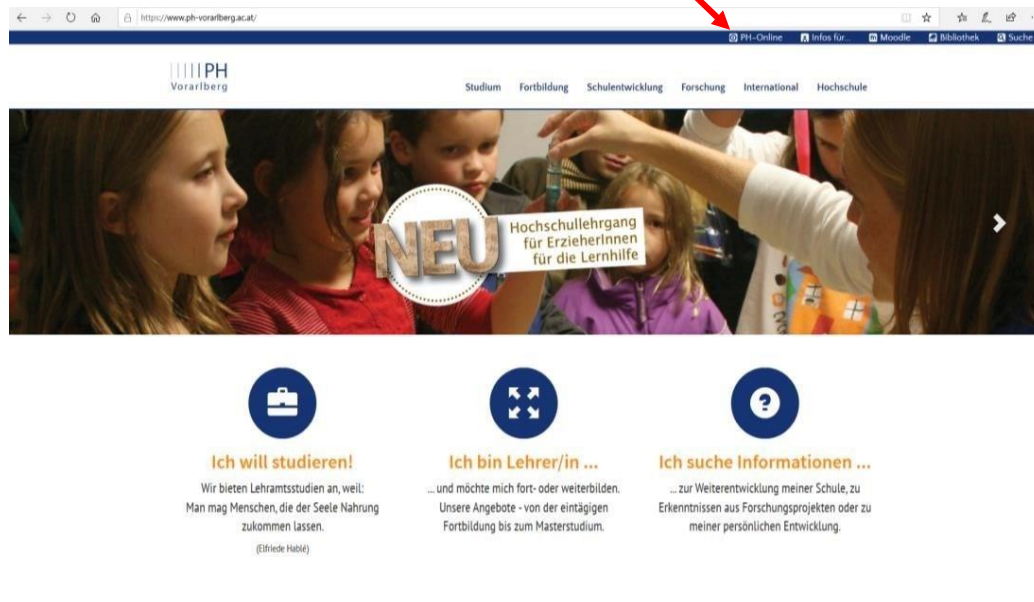 https://www.ph-vorarlberg.ac.at/
PH-Online Infos für... Moodle Bibliothek Suche
PH
Vorarlberg
Studium Fortbildung Schulentwicklung Forschung International Hochschule
NEU
Hochschullehrgang
für ErzieherInnen
für die Lernhilfe
Ich will studieren!
Wir bieten Lehramtsstudien an, weil:
Man mag Menschen, die der Seele Nahrung
zukommen lassen.
(Elfriede Hablé)
Ich bin Lehrer/in ...
... und möchte mich fort- oder weiterbilden.
Unsere Angebote - von der eintägigen
Fortbildung bis zum Masterstudium.
Ich suche Informationen ...
... zur Weiterentwicklung meiner Schule, zu
Erkenntnissen aus Forschungsprojekten oder zu
meiner persönlichen Entwicklung.